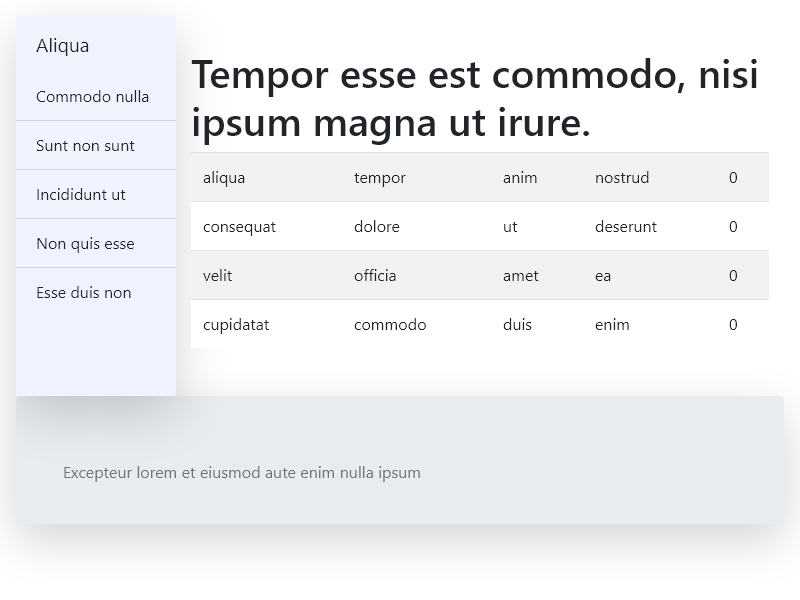 Aliqua
Commodo nulla
Sunt non sunt
Incididunt ut
Non quis esse
Esse duis non
Tempor esse est commodo, nisi
ipsum magna ut irure.
aliqua tempor anim nostrud 0
consequat dolore ut deserunt 0
velit officia amet ea 0
cupidatat commodo duis enim 0
Excepteur lorem et eiusmod aute enim nulla ipsum